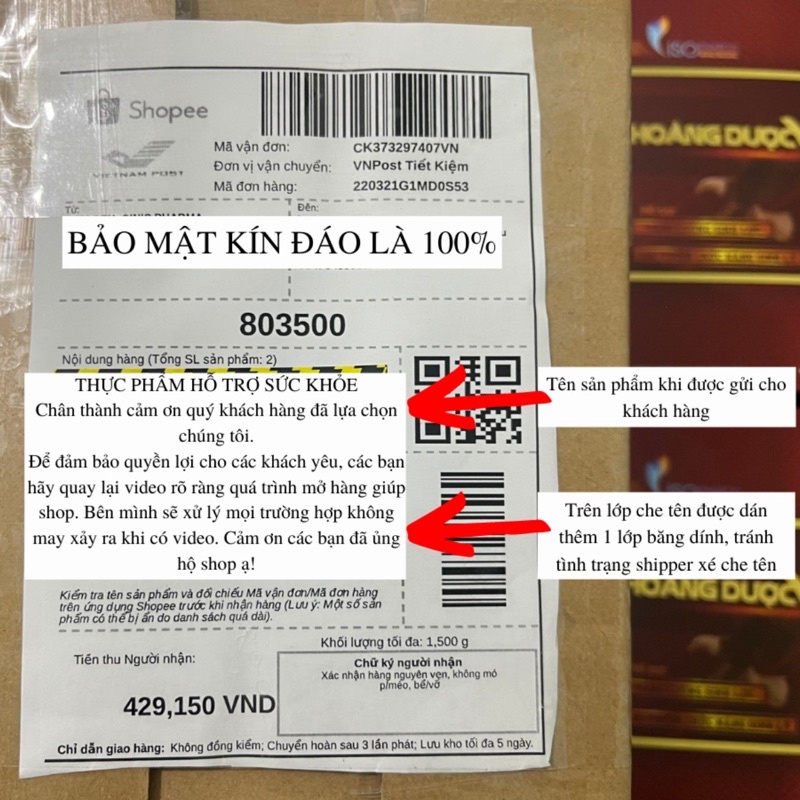 Shopee
VIETNAM POST
Mã vận đơn: CK373297407VN
Đơn vị vận chuyển: VNPost Tiết Kiệm
Mã đơn hàng: 220321G1MD0S53
Từ:
Đến:
BẢO MẬT KÍN ĐÁO LÀ 100%
803500
Nội dung hàng (Tổng SL sản phẩm: 2)
THỰC PHẨM HỖ TRỢ SỨC KHỎE
Chân thành cảm ơn quý khách hàng đã lựa chọn
chúng tôi.
Để đảm bảo quyền lợi cho các khách yêu, các bạn
hãy quay lại video rõ ràng quá trình mở hàng giúp
shop. Bên mình sẽ xử lý mọi trường hợp không
may xảy ra khi có video. Cảm ơn các bạn đã ủng
hộ shop ạ!
Tên sản phẩm khi được gửi cho
khách hàng
Trên lớp che tên được dán
thêm 1 lớp băng dính, tránh
tình trạng shipper xé che tên
Kiểm tra tên sản phẩm và đối chiếu Mã vận đơn/Mã đơn hàng
trên ứng dụng Shopee trước khi nhận hàng (Lưu ý: Một số sản
phẩm có thể bị ẩn do danh sách quá dài).
Khối lượng tối đa: 1,500 g
Tiền thu Người nhận:
429,150 VND
Chữ ký người nhận
Xác nhận hàng nguyên vẹn, không mó
p/méo, bể/vỡ
Chỉ dẫn giao hàng: Không đồng kiểm; Chuyển hoàn sau 3 lần phát; Lưu kho tối đa 5 ngày.
HOÀNG DƯỢC
HOÀNG DƯỢC